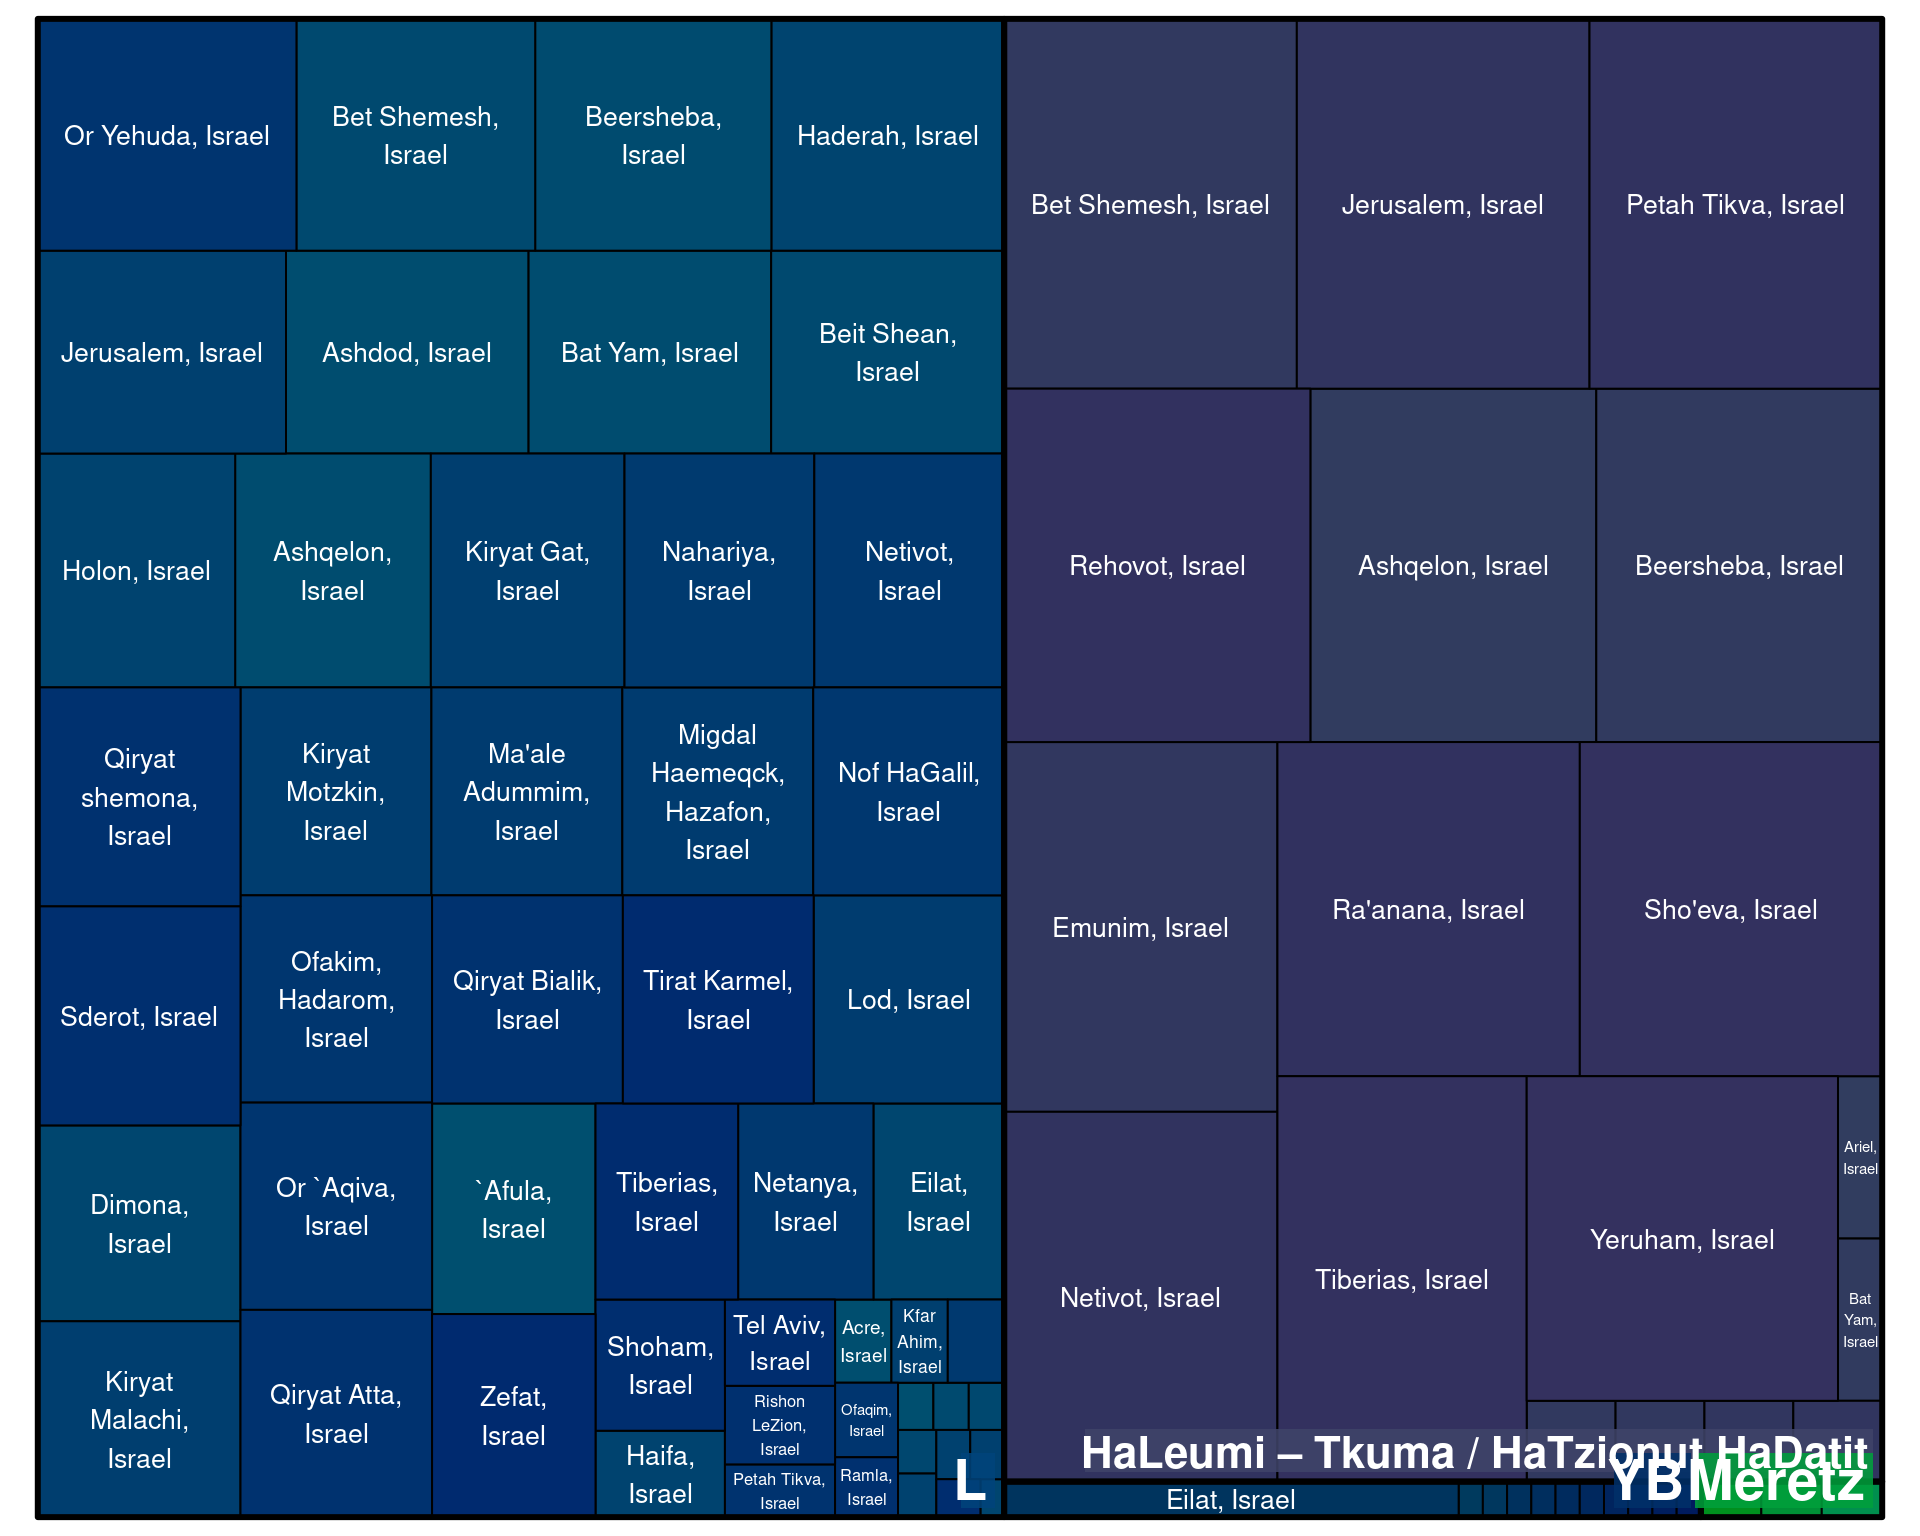 Or Yehuda, Israel
Bet Shemesh,
Israel
Beersheba,
Israel
Haderah, Israel
Jerusalem, Israel
Ashdod, Israel
Bat Yam, Israel
Beit Shean,
Israel
Holon, Israel
Ashqelon,
Israel
Kiryat Gat,
Israel
Nahariya,
Israel
Netivot,
Israel
Qiryat
shemona,
Israel
Kiryat
Motzkin,
Israel
Ma'ale
Adummim,
Israel
Migdal
Haemeqck,
Hazafon,
Israel
Nof HaGalil,
Israel
Sderot, Israel
Ofakim,
Hadarom,
Israel
Qiryat Bialik,
Israel
Tirat Karmel,
Israel
Lod, Israel
Dimona,
Israel
Or `Aqiva,
Israel
`Afula,
Israel
Tiberias,
Israel
Netanya,
Israel
Eilat,
Israel
Kiryat
Malachi,
Israel
Qiryat Atta,
Israel
Zefat,
Israel
Shoham,
Israel
Haifa,
Israel
Tel Aviv,
Israel
Rishon
LeZion,
Israel
Petah Tikva,
Israel
Acre,
Israel
Kfar
Ahim,
Israel
Ofaqim,
Israel
Ramla,
Israel
L
Bet Shemesh, Israel
Jerusalem, Israel
Petah Tikva, Israel
Rehovot, Israel
Ashqelon, Israel
Beersheba, Israel
Emunim, Israel
Ra'anana, Israel
Sho'eva, Israel
Netivot, Israel
Tiberias, Israel
Yeruham, Israel
Ariel,
Israel
Bat
Yam,
Israel
HaLeumi – Tkuma / HaTzionut HaDatit
Eilat, Israel
YB
Meretz